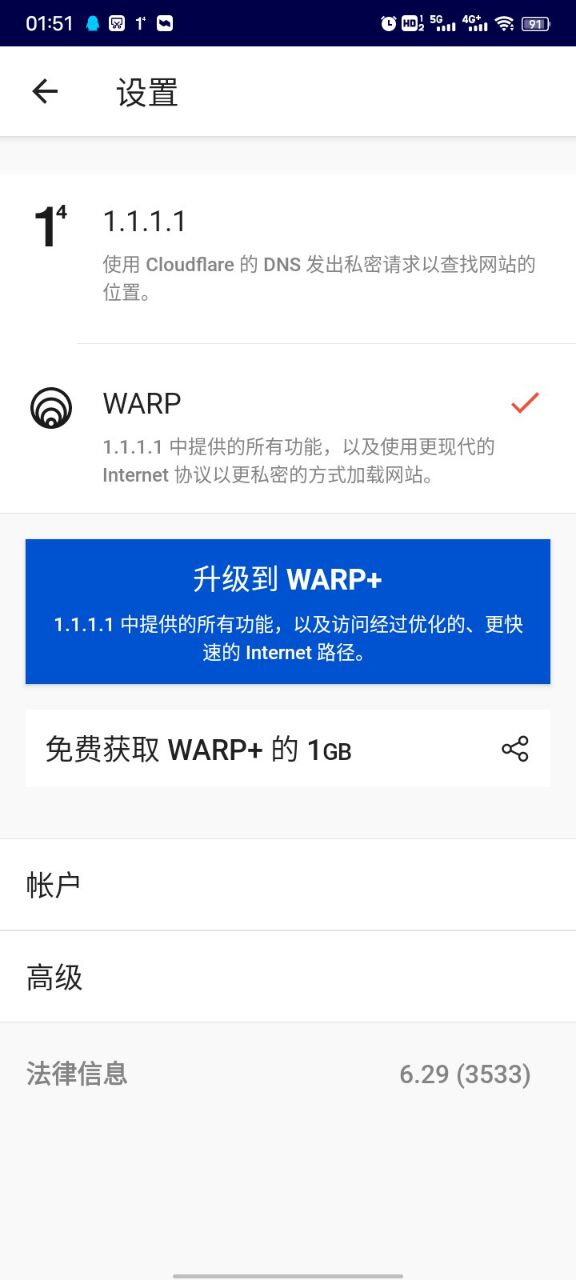 01:51
5G
4G+
91
设置
1.1.1.1
使用 Cloudflare 的 DNS 发出私密请求以查找网站的
位置。
WARP
1.1.1.1 中提供的所有功能，以及使用更现代的
Internet 协议以更私密的方式加载网站。
升级到 WARP+
1.1.1.1 中提供的所有功能，以及访问经过优化的、更快
速的 Internet 路径。
免费获取 WARP+ 的 1GB
帐户
高级
法律信息
6.29 (3533)